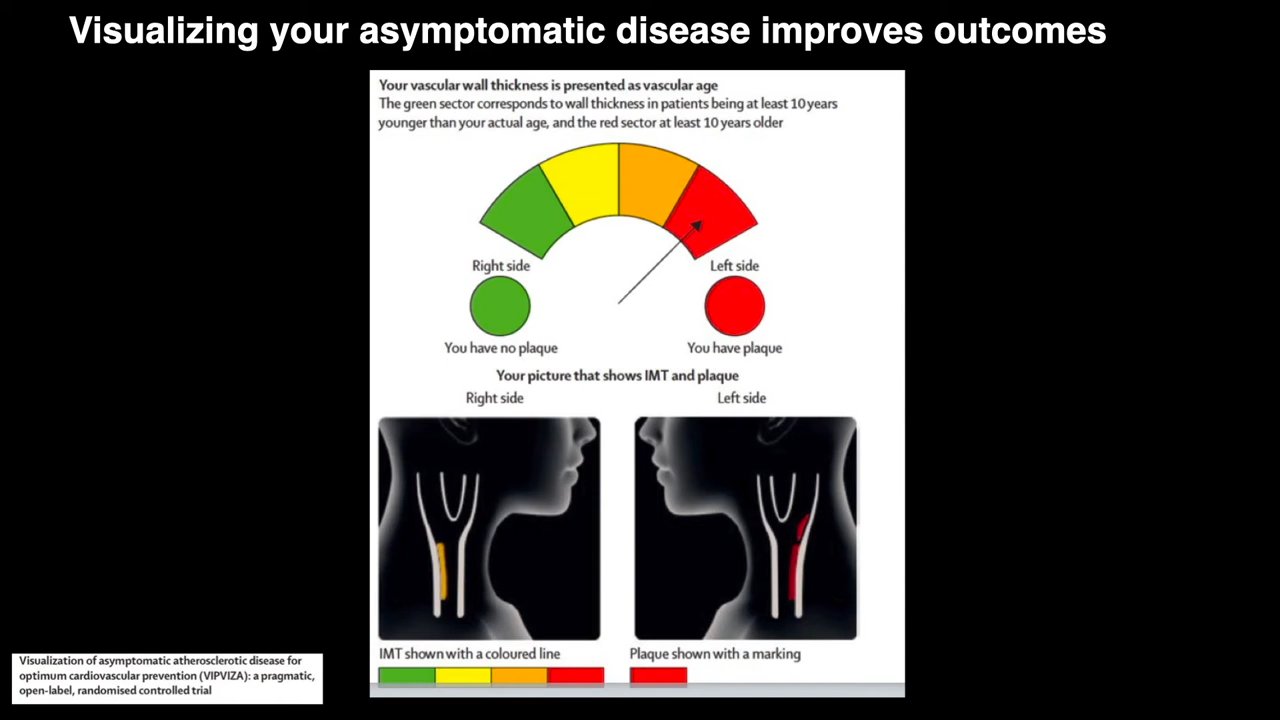 Visualizing your asymptomatic disease improves outcomes
Your vascular wall thickness is presented as vascular age
The green sector corresponds to wall thickness in patients being at least 10 years
younger than your actual age, and the red sector at least 10 years older
Right side
Left side
You have no plaque
You have plaque
Your picture that shows IMT and plaque
Right side
Left side
IMT shown with a coloured line
Plaque shown with a marking
Visualization of asymptomatic atherosclerotic disease for
optimum cardiovascular prevention (VIPVIZA): a pragmatic,
open-label, randomised controlled trial